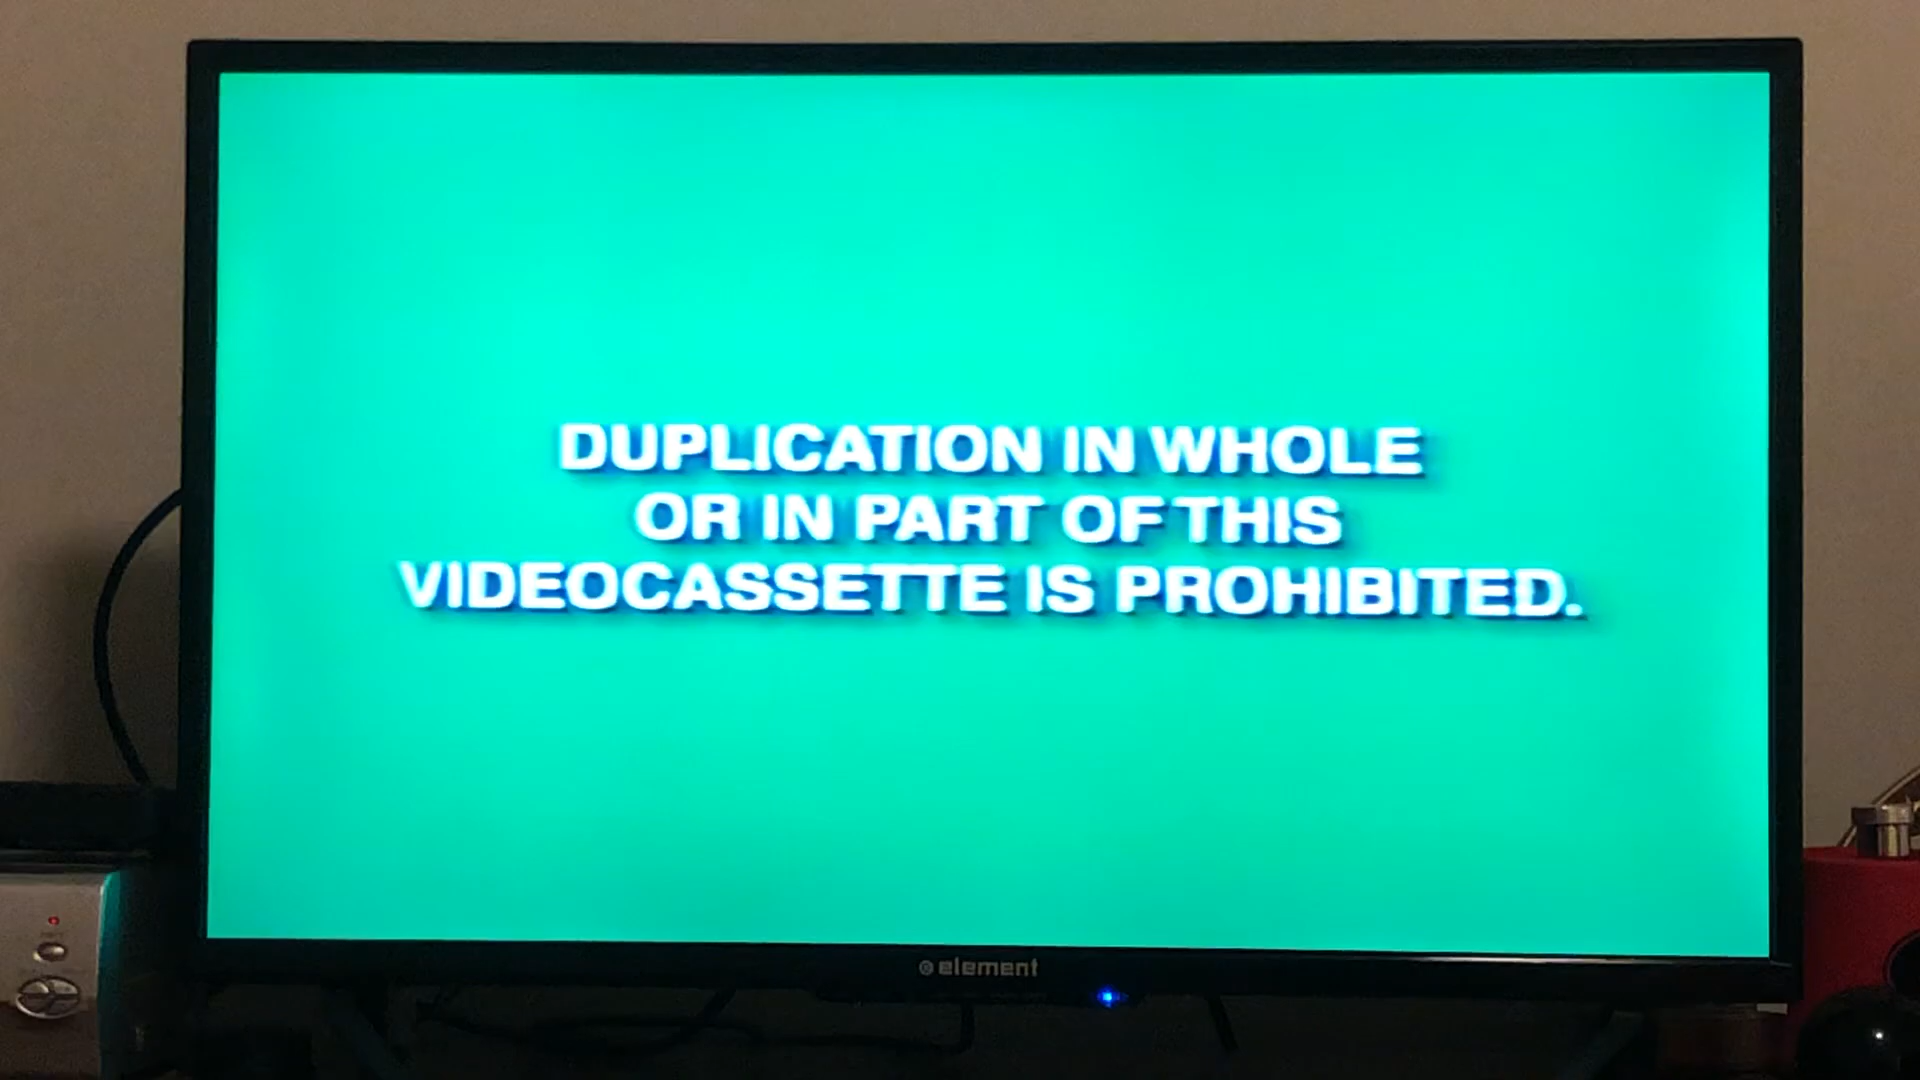 DUPLICATION IN WHOLE
OR IN PART OF THIS
VIDEOCASSETTE IS PROHIBITED.
element